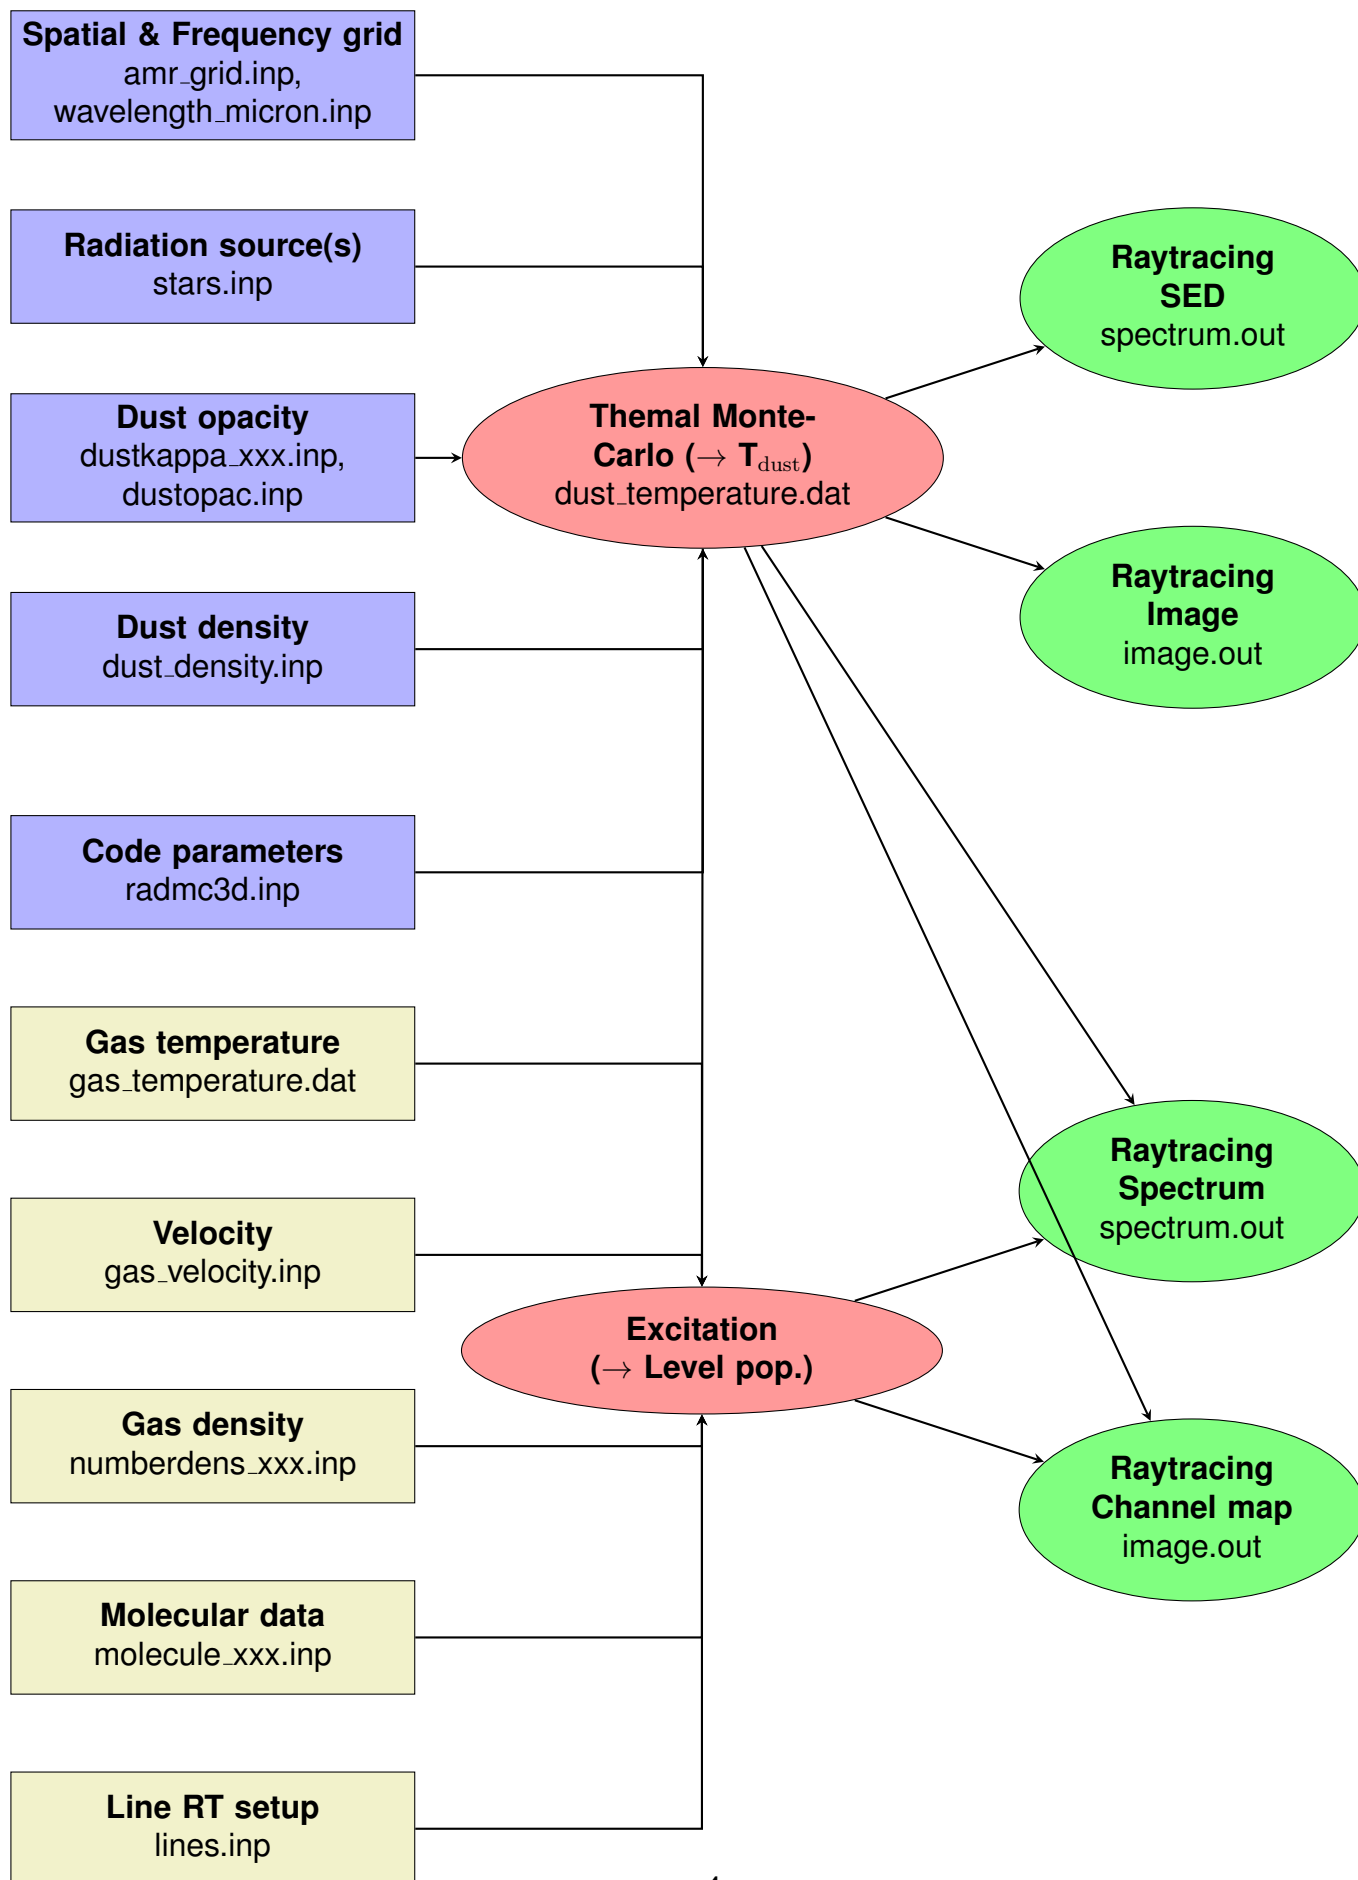 Spatial & Frequency grid
amr_grid.inp,
wavelength_micron.inp
Radiation source(s)
stars.inp
Dust opacity
dustkappa_xxx.inp,
dustopac.inp
Dust density
dust_density.inp
Code parameters
radmc3d.inp
Gas temperature
gas_temperature.dat
Velocity
gas_velocity.inp
Gas density
numberdens_xxx.inp
Molecular data
molecule_xxx.inp
Line RT setup
lines.inp
Themal Monte-
Carlo (→ T_dust)
dust_temperature.dat
Excitation
(→ Level pop.)
Raytracing
SED
spectrum.out
Raytracing
Image
image.out
Raytracing
Spectrum
spectrum.out
Raytracing
Channel map
image.out